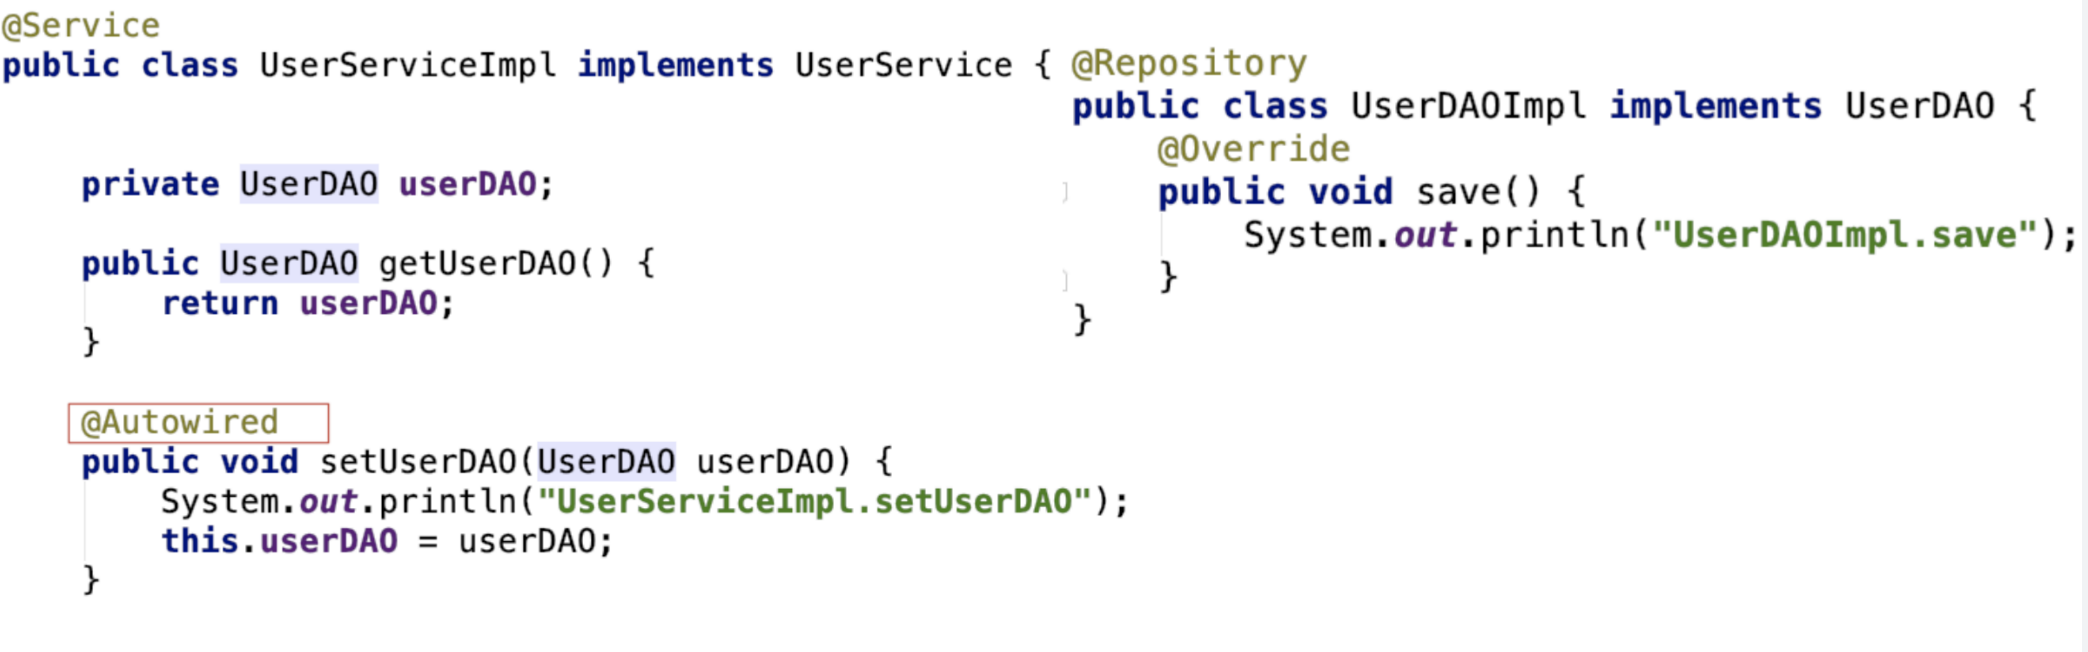 @Service
public class UserServiceImpl implements UserService {
private UserDAO userDAO;
public UserDAO getUserDAO() {
return userDAO;
}
@Autowired
public void setUserDAO(UserDAO userDAO) {
System.out.println("UserServiceImpl.setUserDAO");
this.userDAO = userDAO;
}
@Repository
public class UserDAOImpl implements UserDAO {
@Override
public void save() {
System.out.println("UserDAOImpl.save");
}
}